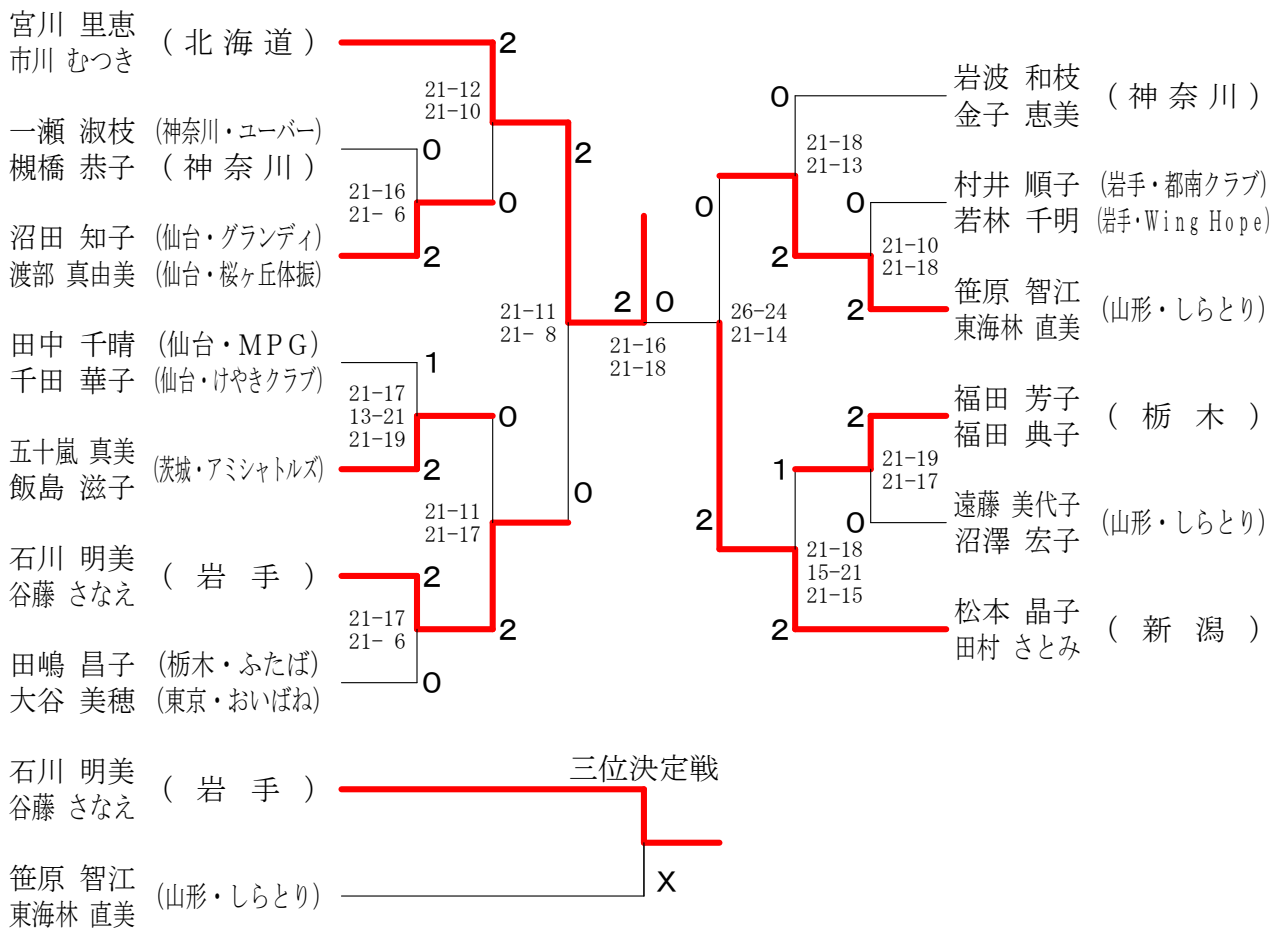 宮川 里恵
市川 むつき
( 北 海 道 )
2
21-12
21-10
一瀬 淑枝 (神奈川・ユーバー)
槻橋 恭子 ( 神 奈 川 )
0
21-16
21- 6
0
沼田 知子 (仙台・グランディ)
渡部 真由美 (仙台・桜ヶ丘体振)
2
2
田中 千晴 (仙台・MPG)
千田 華子 (仙台・けやきクラブ)
1
21-17
13-21
21-19
0
五十嵐 真美
飯島 滋子
(茨城・アミシャトルズ)
2
21-11
21- 8
21-11
21-17
0
石川 明美
谷藤 さなえ
( 岩 手 )
2
21-17
21- 6
2
田嶋 昌子 (栃木・ふたば)
大谷 美穂 (東京・おいばね)
0
2 0
21-16
21-18
岩波 和枝
金子 恵美
( 神 奈 川 )
0
21-18
21-13
0
村井 順子 (岩手・都南クラブ)
若林 千明 (岩手・Wing Hope)
0
21-10
21-18
2
笹原 智江
東海林 直美
(山形・しらとり)
2
26-24
21-14
福田 芳子
福田 典子
( 栃 木 )
2
21-19
21-17
1
遠藤 美代子
沼澤 宏子
(山形・しらとり)
0
2
21-18
15-21
21-15
松本 晶子
田村 さとみ
( 新 潟 )
2
三位決定戦
石川 明美
谷藤 さなえ
( 岩 手 )
笹原 智江
東海林 直美
(山形・しらとり)
X